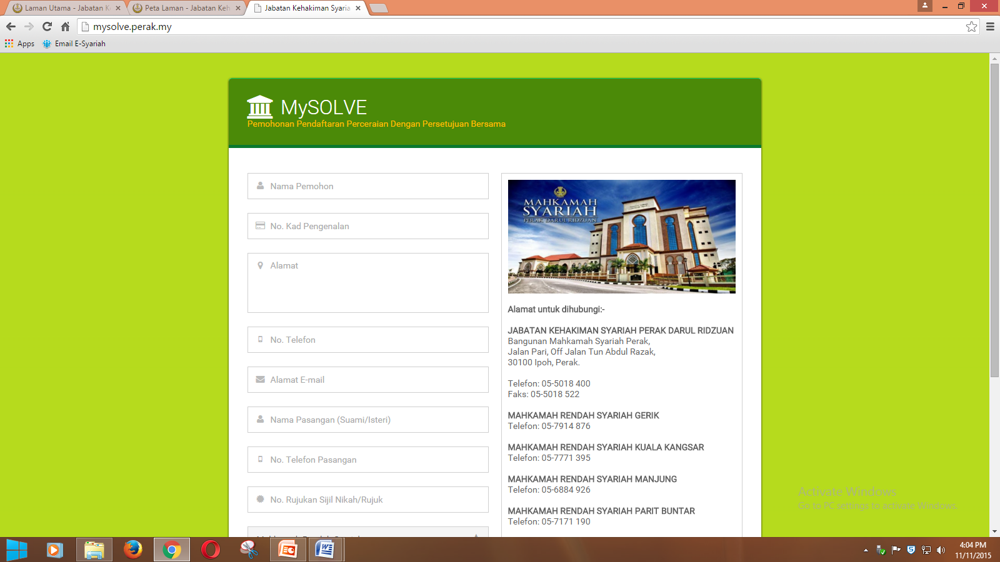 Laman Utama - Jabatan K
Peta Laman - Jabatan Keh
Jabatan Kehakiman Syaria
mysolve.perak.my
Apps
Email E-Syariah
MySOLVE
Pemohonan Pendaftaran Perceraian Dengan Persetujuan Bersama
Nama Pemohon
No. Kad Pengenalan
Alamat
No. Telefon
Alamat E-mail
Nama Pasangan (Suami/Isteri)
No. Telefon Pasangan
No. Rujukan Sijil Nikah/Rujuk
MAHKAMAH
SYARIAH
PERAK DARUL RIDZUAN
Alamat untuk dihubungi:-
JABATAN KEHAKIMAN SYARIAH PERAK DARUL RIDZUAN
Bangunan Mahkamah Syariah Perak,
Jalan Pari, Off Jalan Tun Abdul Razak,
30100 Ipoh, Perak.
Telefon: 05-5018 400
Faks: 05-5018 522
MAHKAMAH RENDAH SYARIAH GERIK
Telefon: 05-7914 876
MAHKAMAH RENDAH SYARIAH KUALA KANGSAR
Telefon: 05-7771 395
MAHKAMAH RENDAH SYARIAH MANJUNG
Telefon: 05-6884 926
MAHKAMAH RENDAH SYARIAH PARIT BUNTAR
Telefon: 05-7171 190
Activate Windows
Go to PC settings to activate Windows.
4:04 PM
11/11/2015